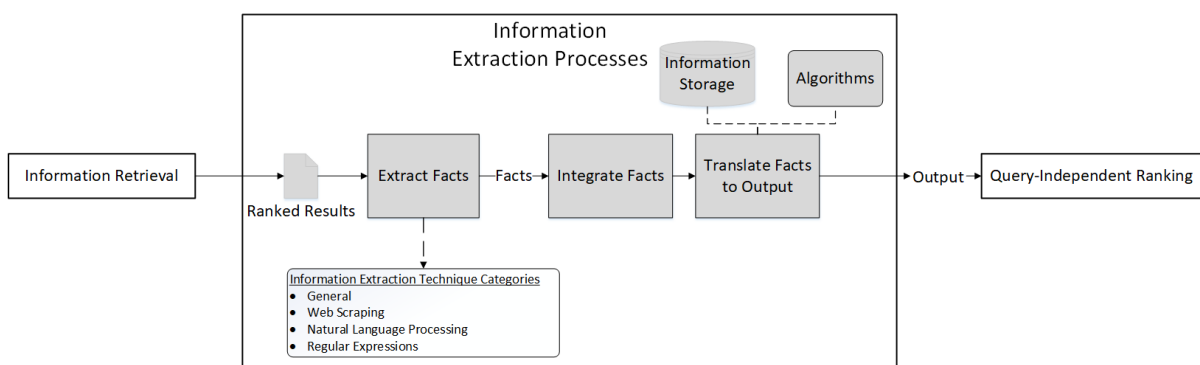 Information
Extraction Processes
Information
Storage
Algorithms
Information Retrieval
Ranked Results
Extract Facts
Facts
Integrate Facts
Translate Facts
to Output
Output
Query-Independent Ranking
Information Extraction Technique Categories
● General
● Web Scraping
● Natural Language Processing
● Regular Expressions